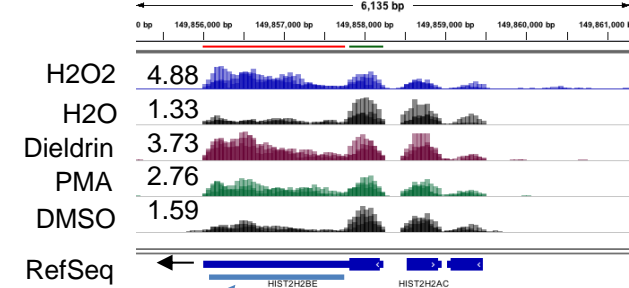 6,135 bp
0 bp 149,856,000 bp 149,857,000 bp 149,858,000 bp 149,859,000 bp 149,860,000 bp 149,861,000 b
H2O2 4.88
H2O 1.33
Dieldrin 3.73
PMA 2.76
DMSO 1.59
RefSeq
HIST2H2BE HIST2H2AC